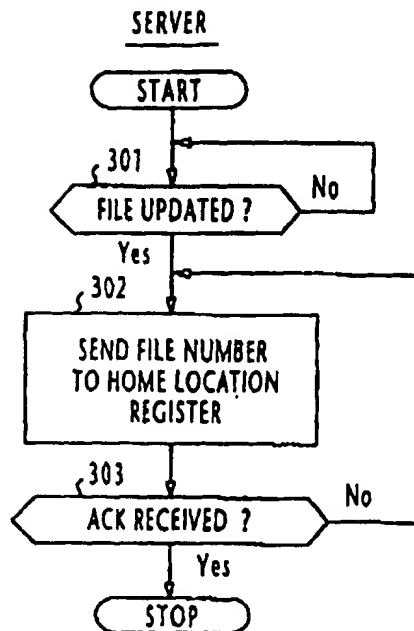 SERVER
START
301
FILE UPDATED ?
No
Yes
302
SEND FILE NUMBER
TO HOME LOCATION
REGISTER
303
ACK RECEIVED ?
No
Yes
STOP